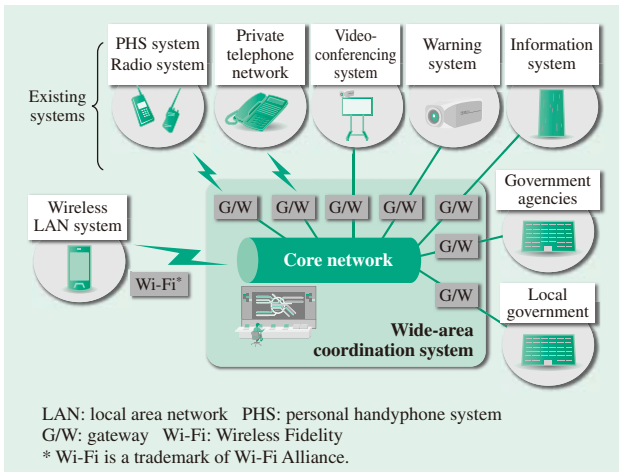 PHS system
Radio system
Private
telephone
network
Video-
conferencing
system
Warning
system
Information
system
Existing
systems
Wireless
LAN system
G/W
G/W
G/W
G/W
G/W
Government
agencies
G/W
Core network
Wi-Fi*
G/W
Local
government
Wide-area
coordination system
LAN: local area network PHS: personal handyphone system
G/W: gateway Wi-Fi: Wireless Fidelity
* Wi-Fi is a trademark of Wi-Fi Alliance.